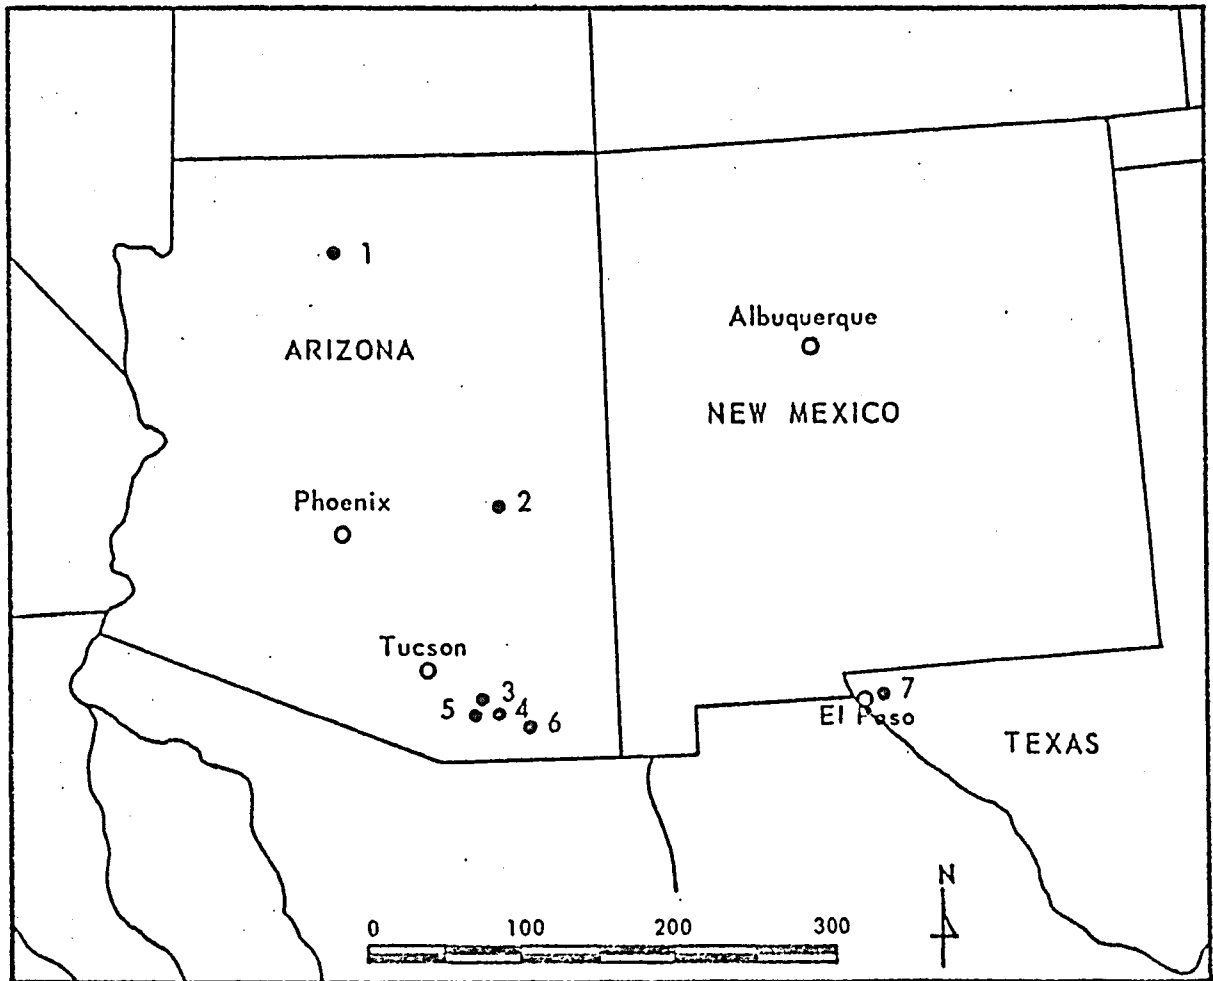 1
Albuquerque
ARIZONA
NEW MEXICO
Phoenix
2
Tucson
3
5
4
6
7
El Paso
TEXAS
N
0 100 200 300